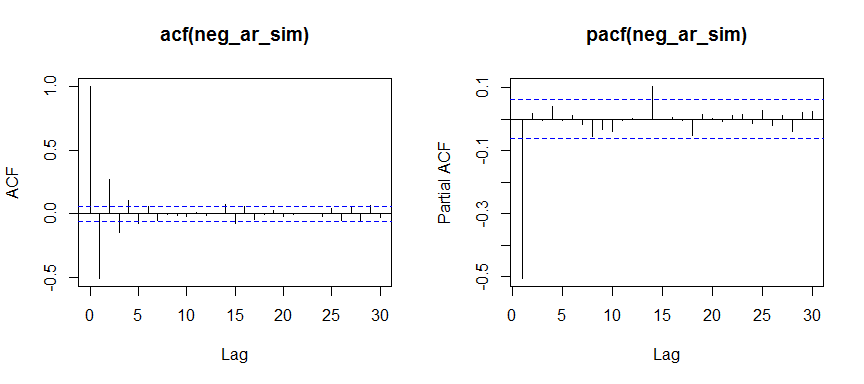 acf(neg_ar_sim)
ACF
1.0
0.5
0.0
-0.5
0 5 10 15 20 25 30
Lag
pacf(neg_ar_sim)
Partial ACF
0.1
-0.1
-0.3
-0.5
0 5 10 15 20 25 30
Lag